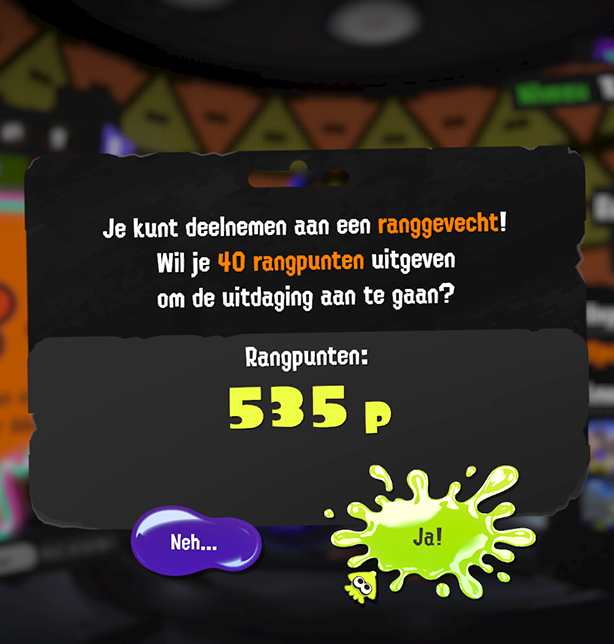 Je kunt deelnemen aan een ranggevecht!
Wil je 40 rangpunten uitgeven
om de uitdaging aan te gaan?
Rangpunten:
535 p
Neh...
Ja!